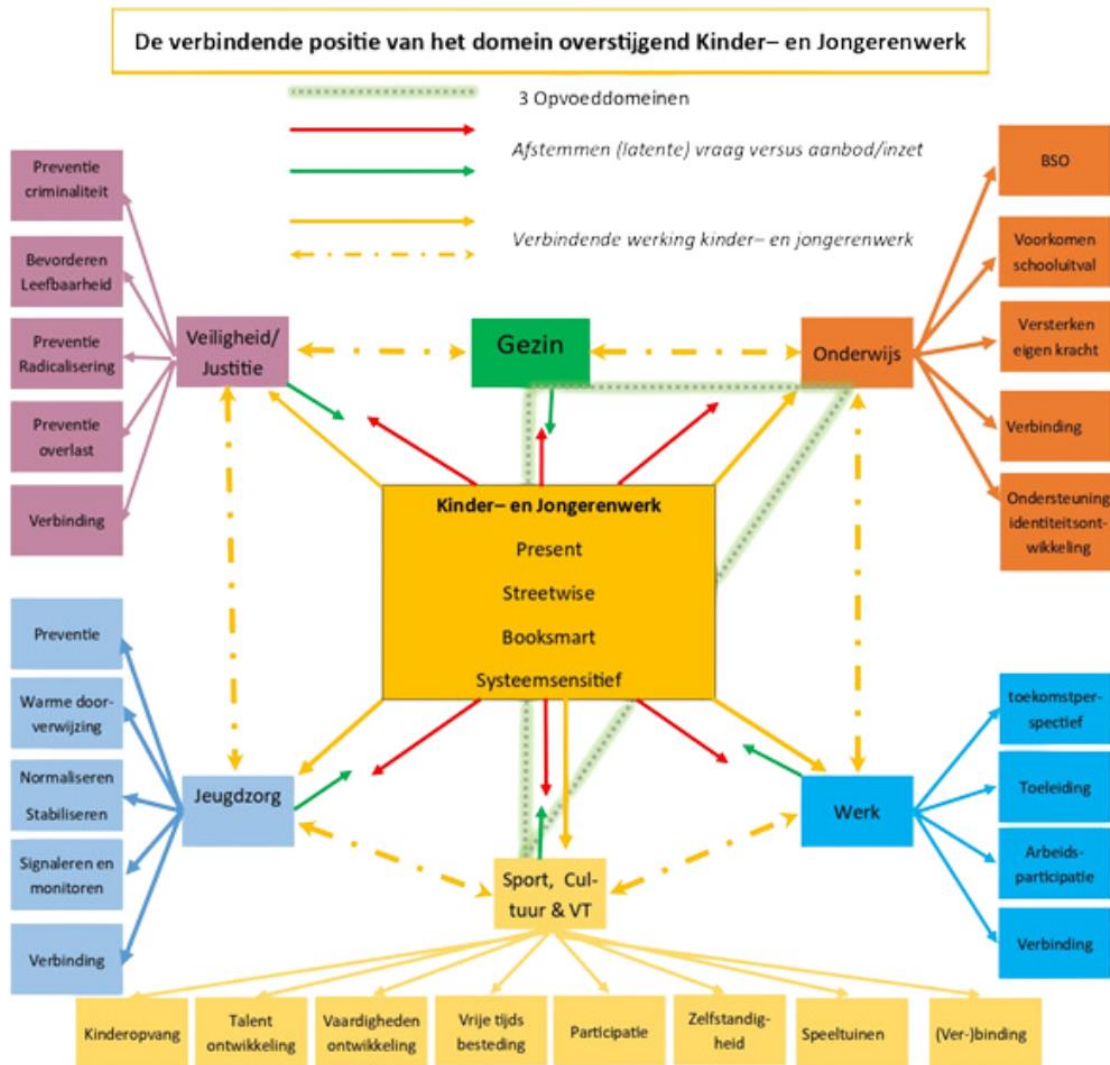 De verbindende positie van het domein overstijgend Kinder– en Jongerenwerk
3 Opvoeddomeinen
Afstemmen (latente) vraag versus aanbod/inzet
Verbindende werking kinder– en jongerenwerk
Preventie
criminaliteit
Bevorderen
Leefbaarheid
Preventie
Radicalisering
Preventie
overlast
Verbinding
Veiligheid/
Justitie
Gezin
Onderwijs
BSO
Voorkomen
schooluitval
Versterken
eigen kracht
Verbinding
Ondersteuning
identiteitsont-
wikkeling
Kinder– en Jongerenwerk
Present
Streetwise
Booksmart
Systeemsensitief
Preventie
Warme door-
verwijzing
Normaliseren
Stabiliseren
Signaleren en
monitoren
Verbinding
Jeugdzorg
Sport, Cul-
tuur & VT
Werk
toekomstper-
spectief
Toeleiding
Arbeids-
participatie
Verbinding
Kinderopvang
Talent
ontwikkeling
Vaardigheden
ontwikkeling
Vrije tijds
besteding
Participatie
Zelfstandig-
heid
Speeltuinen
(Ver-)binding